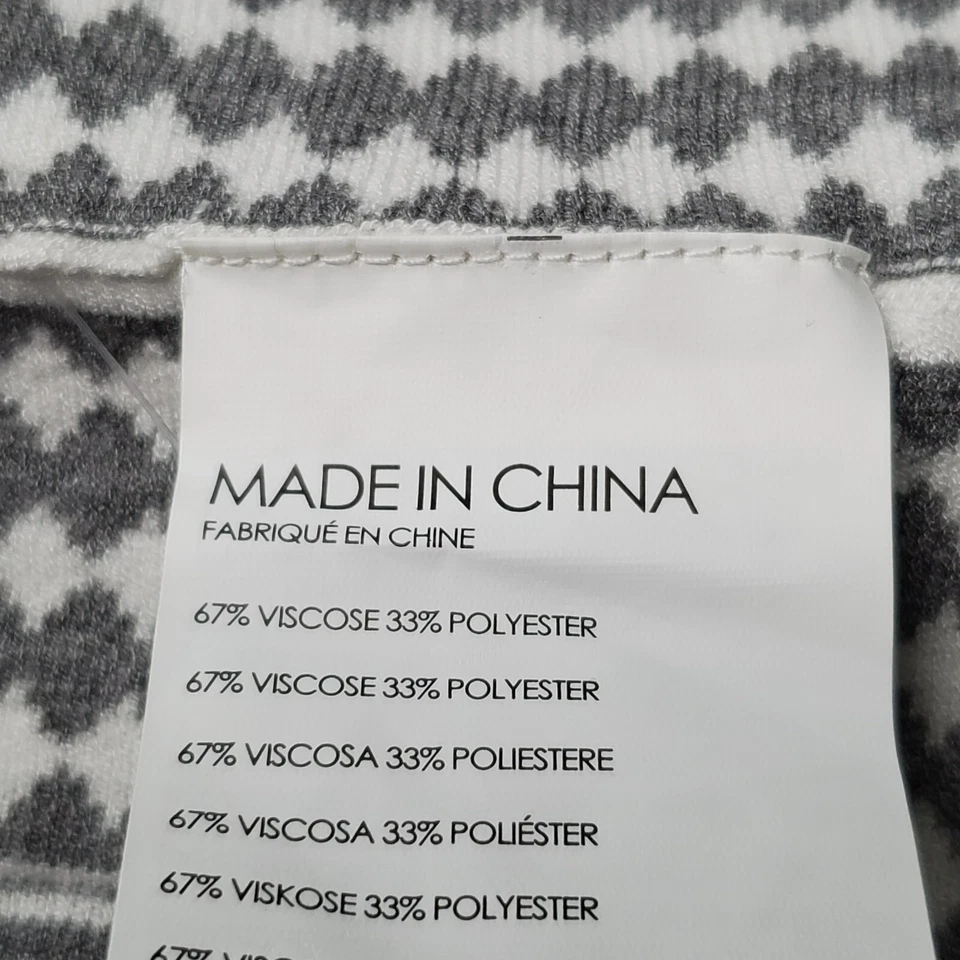 MADE IN CHINA
FABRIQUÉ EN CHINE
67% VISCOSE 33% POLYESTER
67% VISCOSE 33% POLYESTER
67% VISCOSA 33% POLIESTERE
67% VISCOSA 33% POLIÉSTER
67% VISKOSE 33% POLYESTER
67%